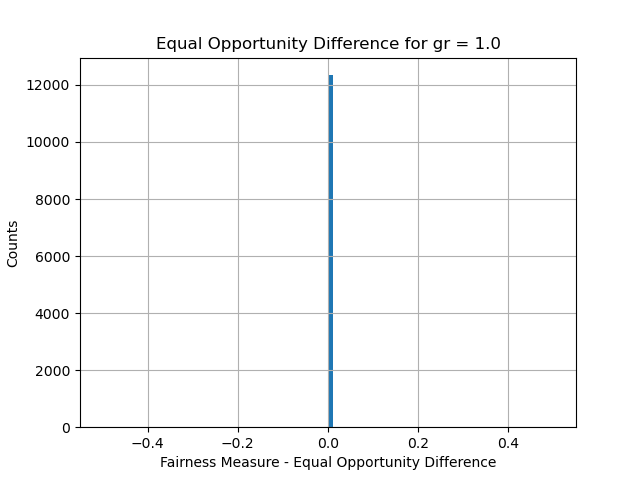 Equal Opportunity Difference for gr = 1.0
12000
10000
8000
6000
4000
2000
0
Counts
−0.4 −0.2 0.0 0.2 0.4
Fairness Measure - Equal Opportunity Difference